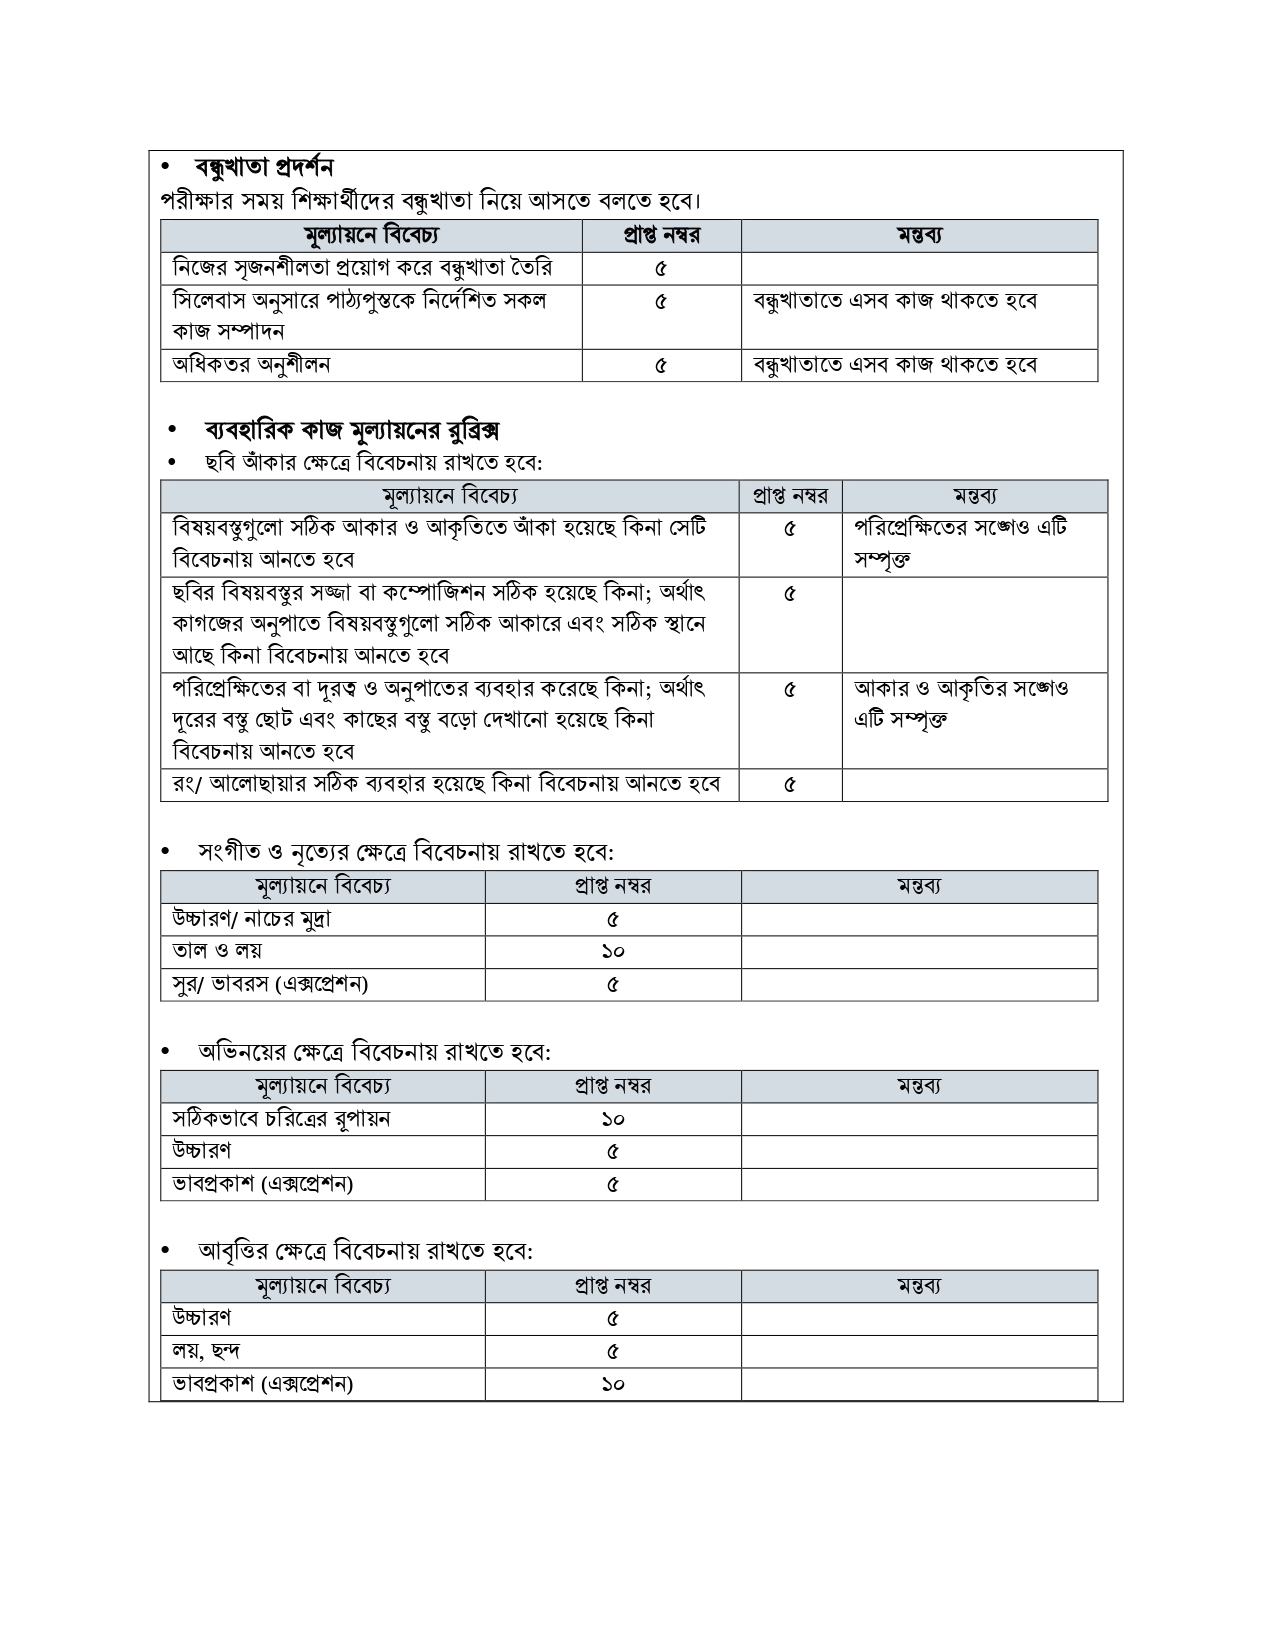 • বন্ধুখাতা প্রদর্শন
পরীক্ষার সময় শিক্ষার্থীদের বন্ধুখাতা নিয়ে আসতে বলতে হবে।
মূল্যায়নে বিবেচ্য প্রাপ্ত নম্বর মন্তব্য
নিজের সৃজনশীলতা প্রয়োগ করে বন্ধুখাতা তৈরি ৫
সিলেবাস অনুসারে পাঠ্যপুস্তকে নির্দেশিত সকল ৫ বন্ধুখাতাতে এসব কাজ থাকতে হবে
কাজ সম্পাদন
অধিকতর অনুশীলন ৫ বন্ধুখাতাতে এসব কাজ থাকতে হবে
• ব্যবহারিক কাজ মূল্যায়নের রুব্রিক্স
• ছবি আঁকার ক্ষেত্রে বিবেচনায় রাখতে হবে:
মূল্যায়নে বিবেচ্য প্রাপ্ত নম্বর মন্তব্য
বিষয়বস্তুগুলো সঠিক আকার ও আকৃতিতে আঁকা হয়েছে কিনা সেটি ৫ পরিপ্রেক্ষিতের সঙ্গেও এটি
বিবেচনায় আনতে হবে সম্পৃক্ত
ছবির বিষয়বস্তুর সজ্জা বা কম্পোজিশন সঠিক হয়েছে কিনা; অর্থাৎ ৫
কাগজের অনুপাতে বিষয়বস্তুগুলো সঠিক আকারে এবং সঠিক স্থানে
আছে কিনা বিবেচনায় আনতে হবে
পরিপ্রেক্ষিতের বা দূরত্ব ও অনুপাতের ব্যবহার করেছে কিনা; অর্থাৎ ৫ আকার ও আকৃতির সঙ্গেও
দূরের বস্তু ছোট এবং কাছের বস্তু বড়ো দেখানো হয়েছে কিনা এটি সম্পৃক্ত
বিবেচনায় আনতে হবে
রং/ আলোছায়ার সঠিক ব্যবহার হয়েছে কিনা বিবেচনায় আনতে হবে ৫
• সংগীত ও নৃত্যের ক্ষেত্রে বিবেচনায় রাখতে হবে:
মূল্যায়নে বিবেচ্য প্রাপ্ত নম্বর মন্তব্য
উচ্চারণ/ নাচের মুদ্রা ৫
তাল ও লয় ১০
সুর/ ভাবরস (এক্সপ্রেশন) ৫
• অভিনয়ের ক্ষেত্রে বিবেচনায় রাখতে হবে:
মূল্যায়নে বিবেচ্য প্রাপ্ত নম্বর মন্তব্য
সঠিকভাবে চরিত্রের রূপায়ন ১০
উচ্চারণ ৫
ভাবপ্রকাশ (এক্সপ্রেশন) ৫
• আবৃত্তির ক্ষেত্রে বিবেচনায় রাখতে হবে:
মূল্যায়নে বিবেচ্য প্রাপ্ত নম্বর মন্তব্য
উচ্চারণ ৫
লয়, ছন্দ ৫
ভাবপ্রকাশ (এক্সপ্রেশন) ১০